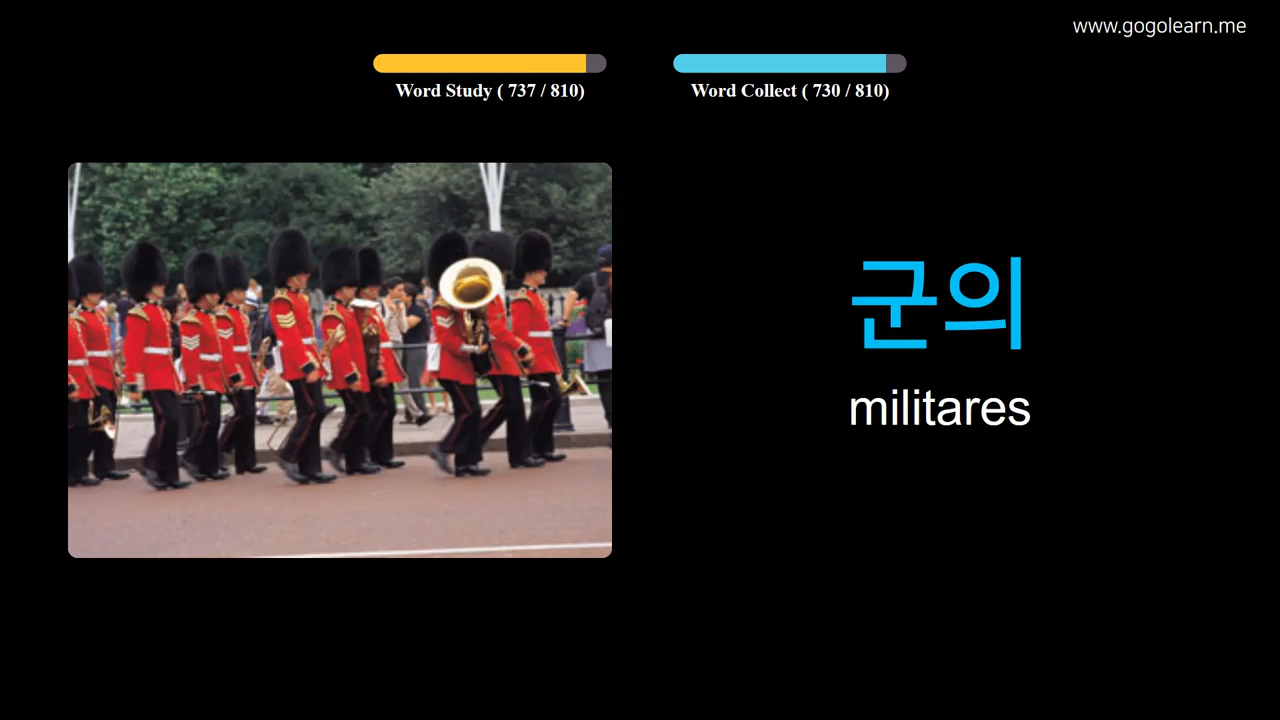 www.gogolearn.me
Word Study ( 737 / 810)
Word Collect ( 730 / 810)
군의
militares